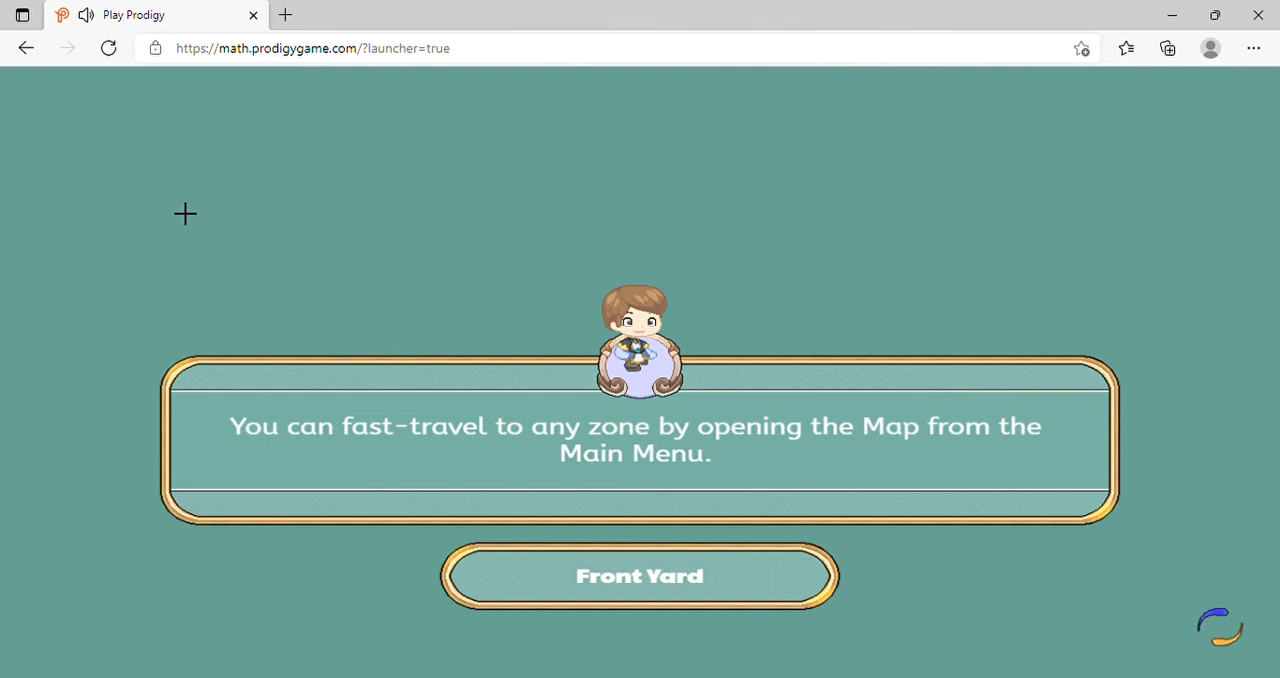 Play Prodigy
https://math.prodigygame.com/?launcher=true
You can fast-travel to any zone by opening the Map from the
Main Menu.
Front Yard